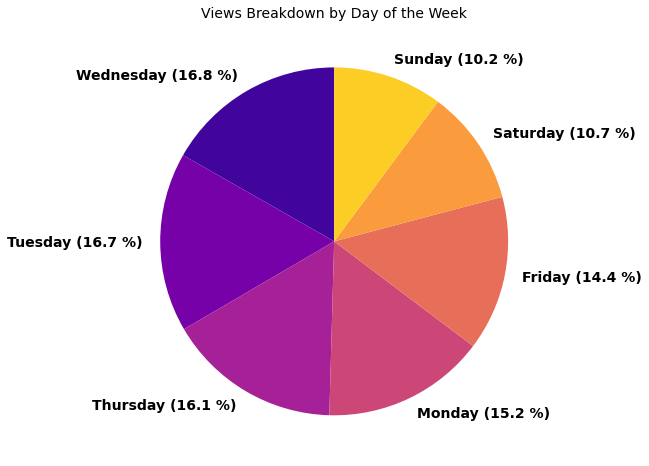 Views Breakdown by Day of the Week
Sunday (10.2 %)
Wednesday (16.8 %)
Saturday (10.7 %)
Tuesday (16.7 %)
Friday (14.4 %)
Thursday (16.1 %)
Monday (15.2 %)